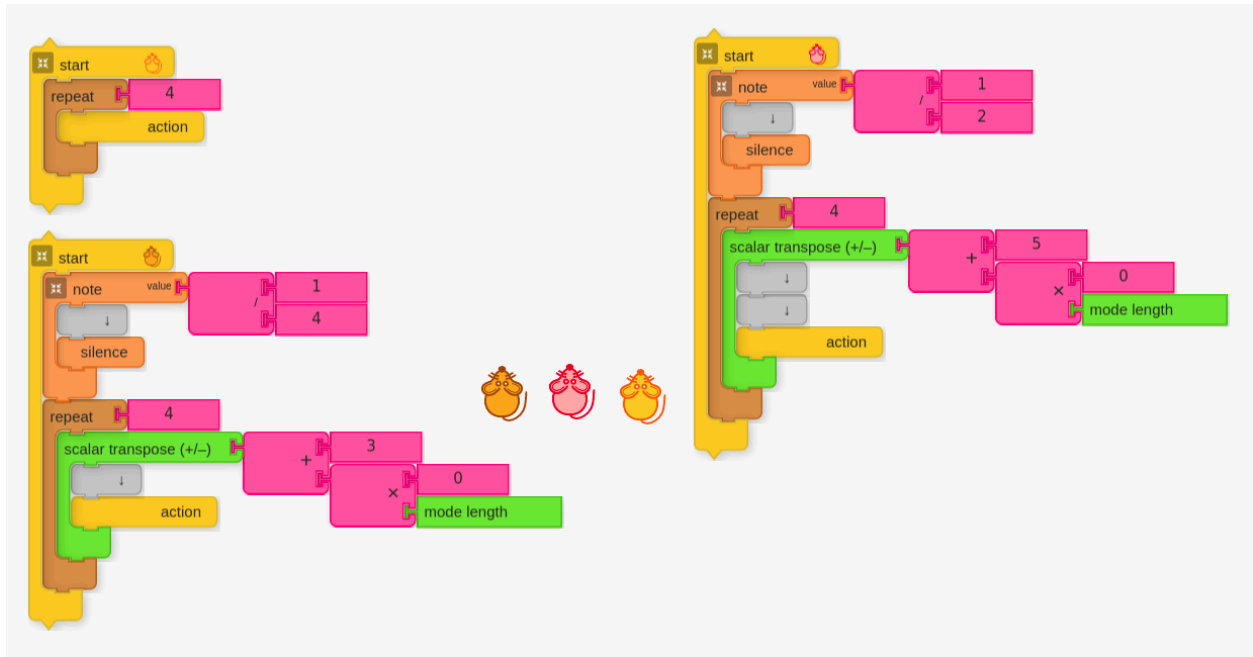 start
repeat 4
action
start
note value / 1
4
↓
silence
repeat 4
scalar transpose (+/–) + 3
× 0
↓
mode length
action
start
note value / 1
2
↓
silence
repeat 4
scalar transpose (+/–) + 5
× 0
↓
mode length
↓
action